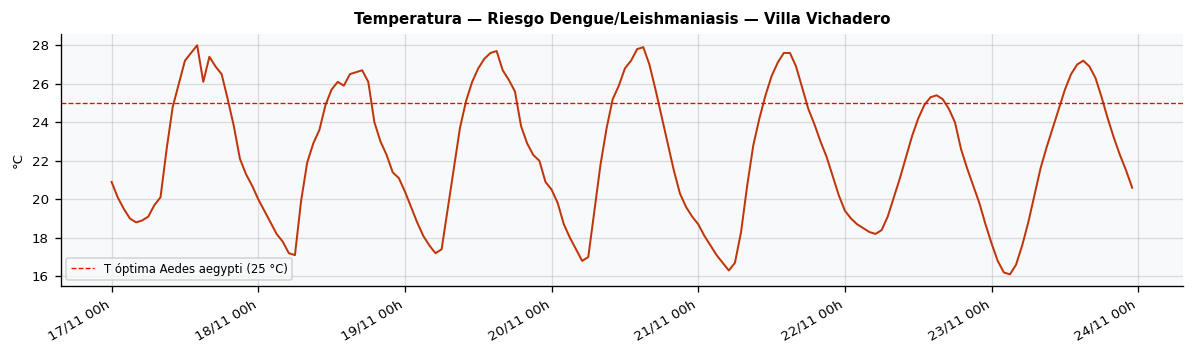 Temperatura — Riesgo Dengue/Leishmaniasis — Villa Vichadero
°C
28
26
24
22
20
18
16
T óptima Aedes aegypti (25 °C)
17/11 00h
18/11 00h
19/11 00h
20/11 00h
21/11 00h
22/11 00h
23/11 00h
24/11 00h